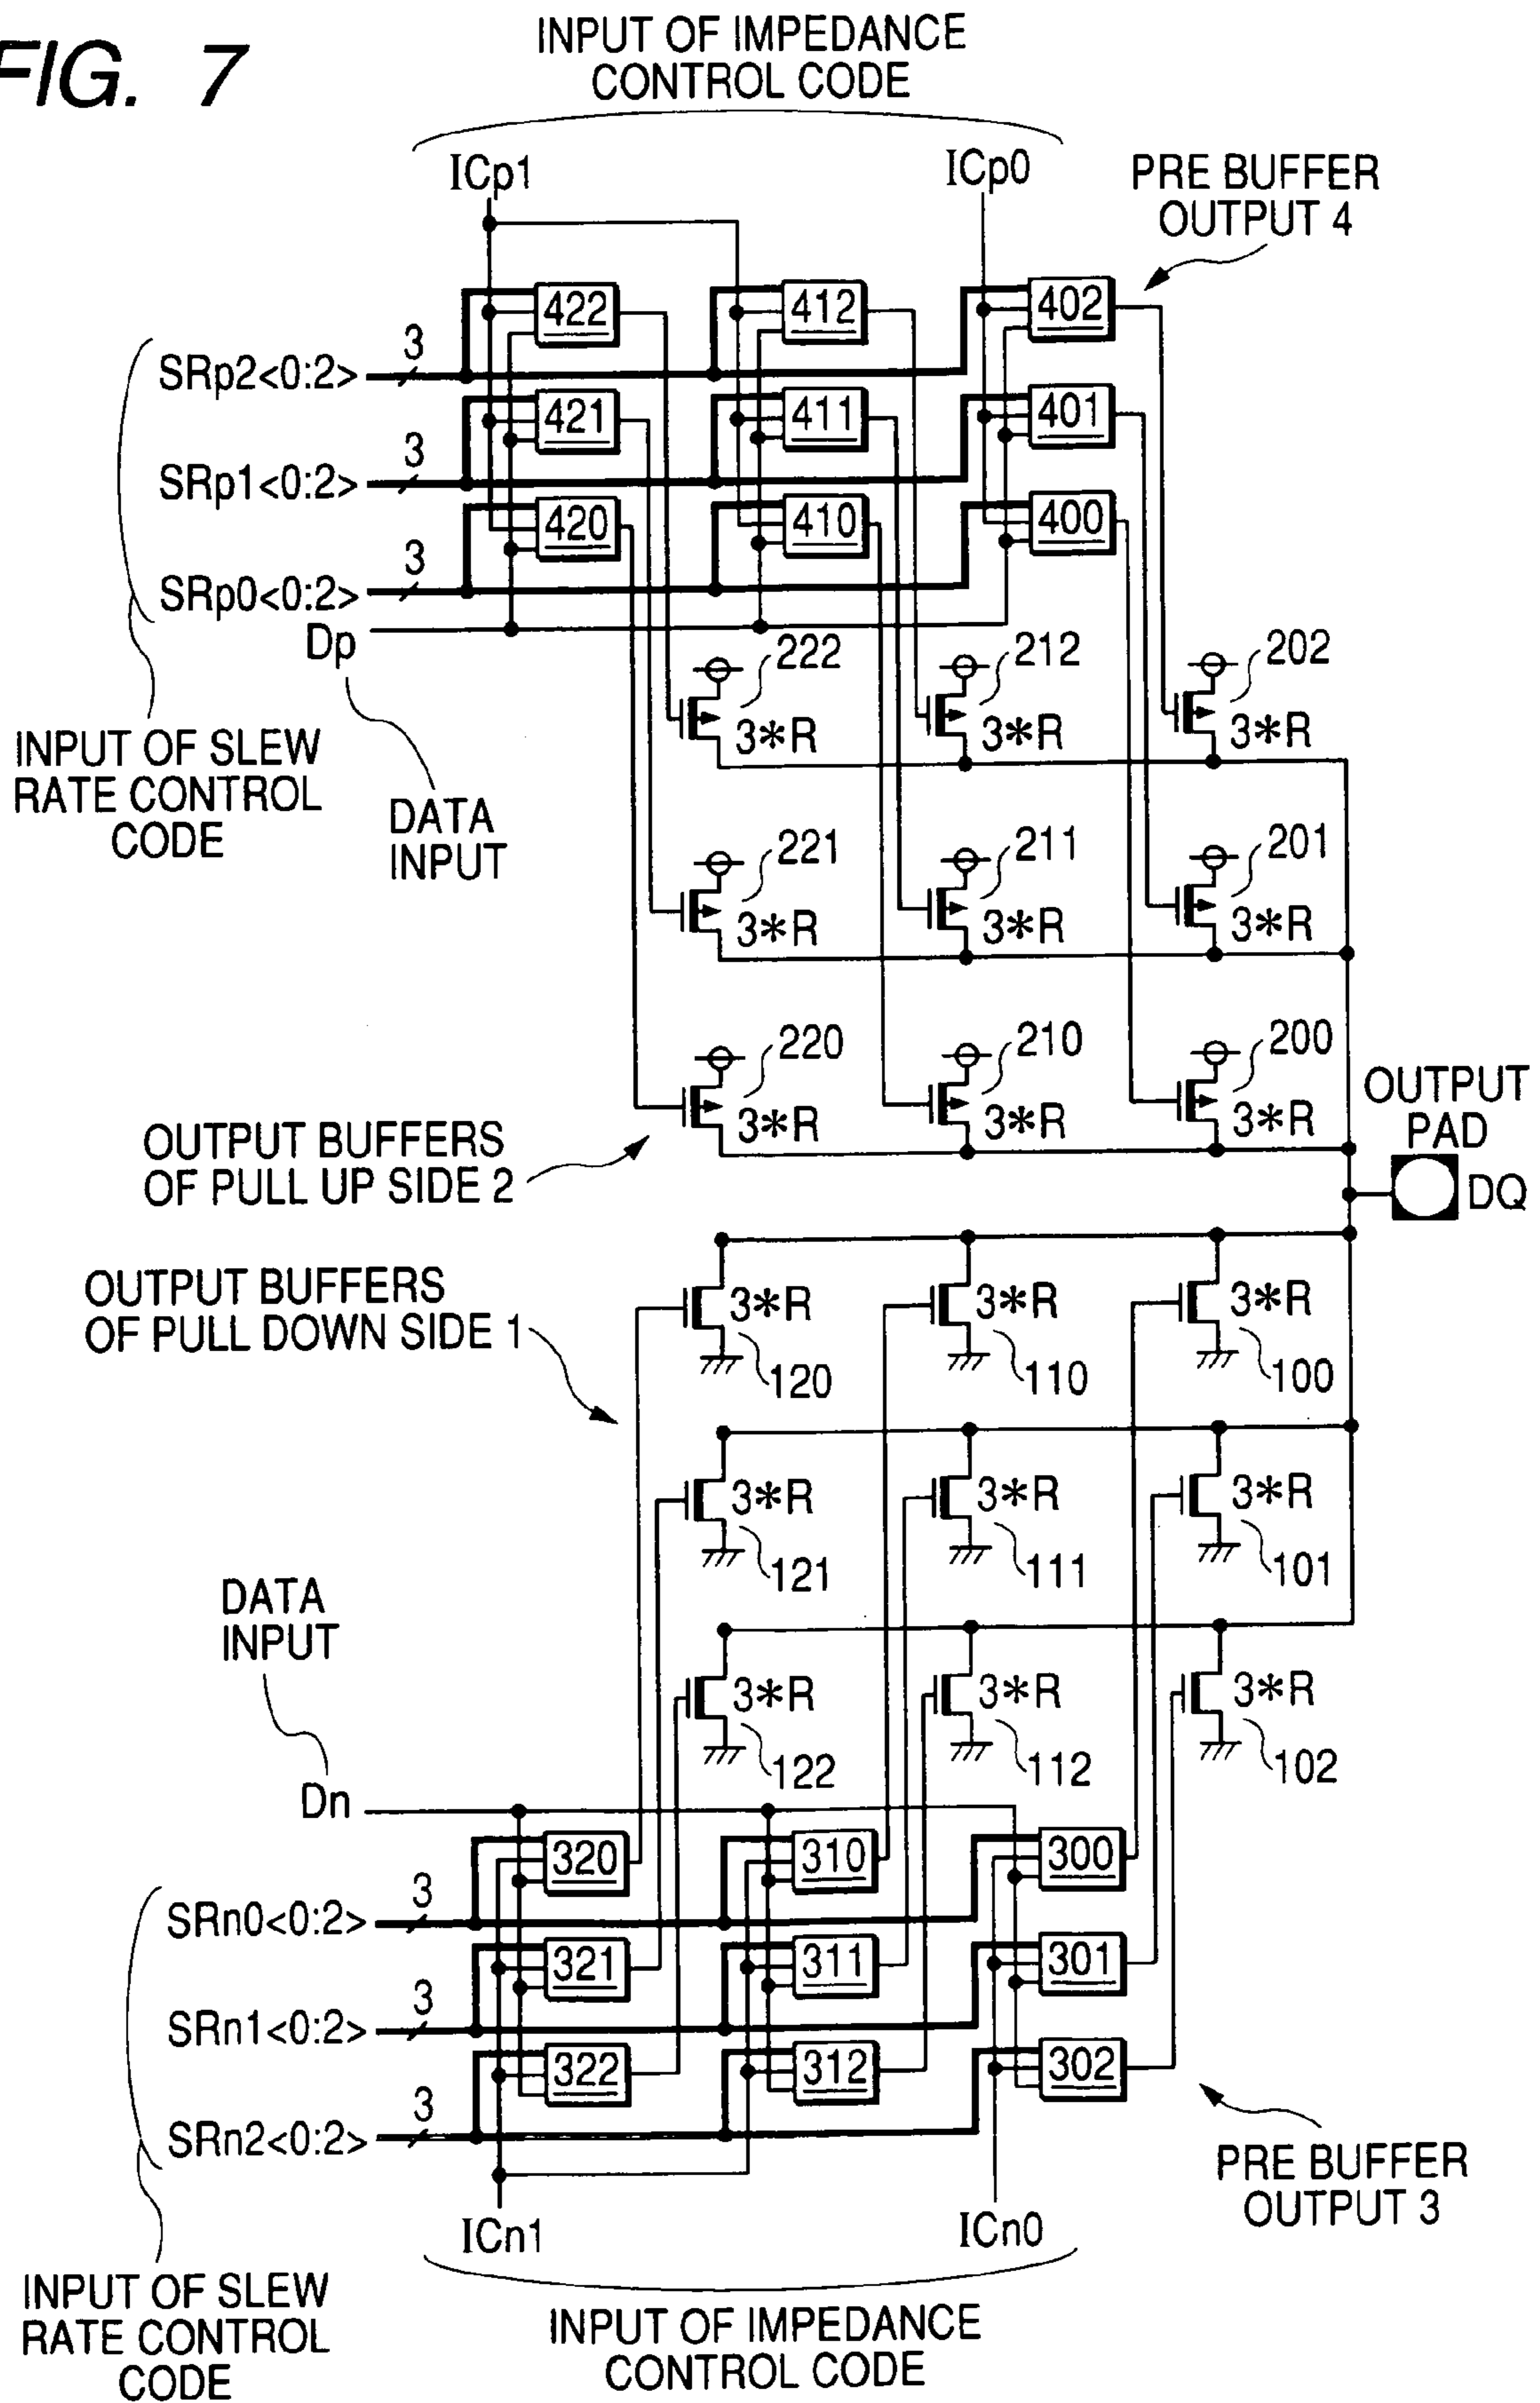 FIG. 7
INPUT OF IMPEDANCE
CONTROL CODE
ICp1
ICp0
PRE BUFFER
OUTPUT 4
422
412
402
SRp2<0:2>
3
421
411
401
SRp1<0:2>
3
420
410
400
SRp0<0:2>
3
Dp
222
212
202
3*R
3*R
3*R
INPUT OF SLEW
RATE CONTROL
CODE
DATA
INPUT
221
211
201
3*R
3*R
3*R
220
210
200
3*R
3*R
3*R
OUTPUT
PAD
DQ
OUTPUT BUFFERS
OF PULL UP SIDE 2
OUTPUT BUFFERS
OF PULL DOWN SIDE 1
3*R
3*R
3*R
120
110
100
3*R
3*R
3*R
121
111
101
DATA
INPUT
3*R
3*R
3*R
122
112
102
Dn
320
310
300
SRn0<0:2>
3
321
311
301
SRn1<0:2>
3
322
312
302
SRn2<0:2>
3
PRE BUFFER
OUTPUT 3
ICn1
ICn0
INPUT OF SLEW
RATE CONTROL
CODE
INPUT OF IMPEDANCE
CONTROL CODE